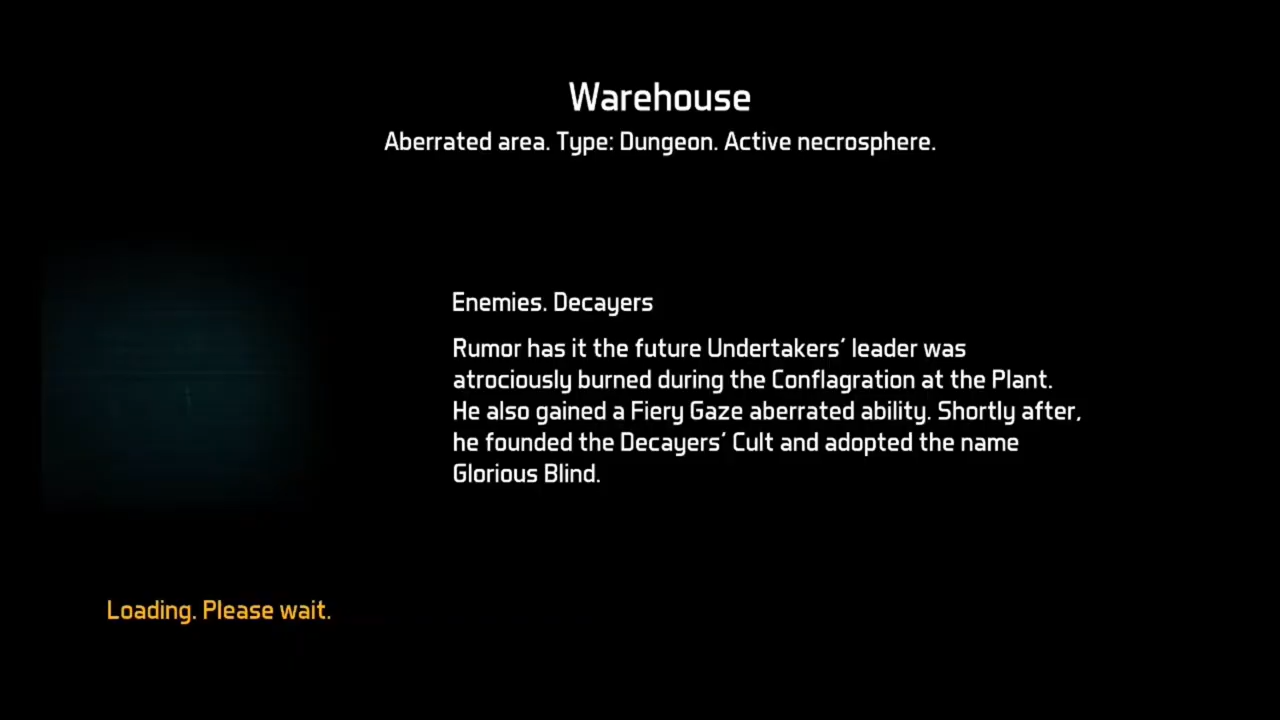 Warehouse
Aberrated area. Type: Dungeon. Active necrosphere.
Enemies. Decayers
Rumor has it the future Undertakers' leader was
atrociously burned during the Conflagration at the Plant.
He also gained a Fiery Gaze aberrated ability. Shortly after,
he founded the Decayers' Cult and adopted the name
Glorious Blind.
Loading. Please wait.